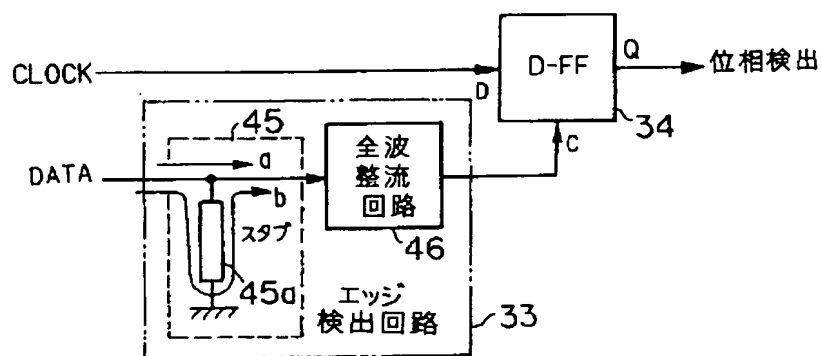 CLOCK
D
D-FF
Q
位相検出
34
C
45
DATA
a
b
スタブ
45a
全波
整流
回路
46
エッジ
検出回路
33